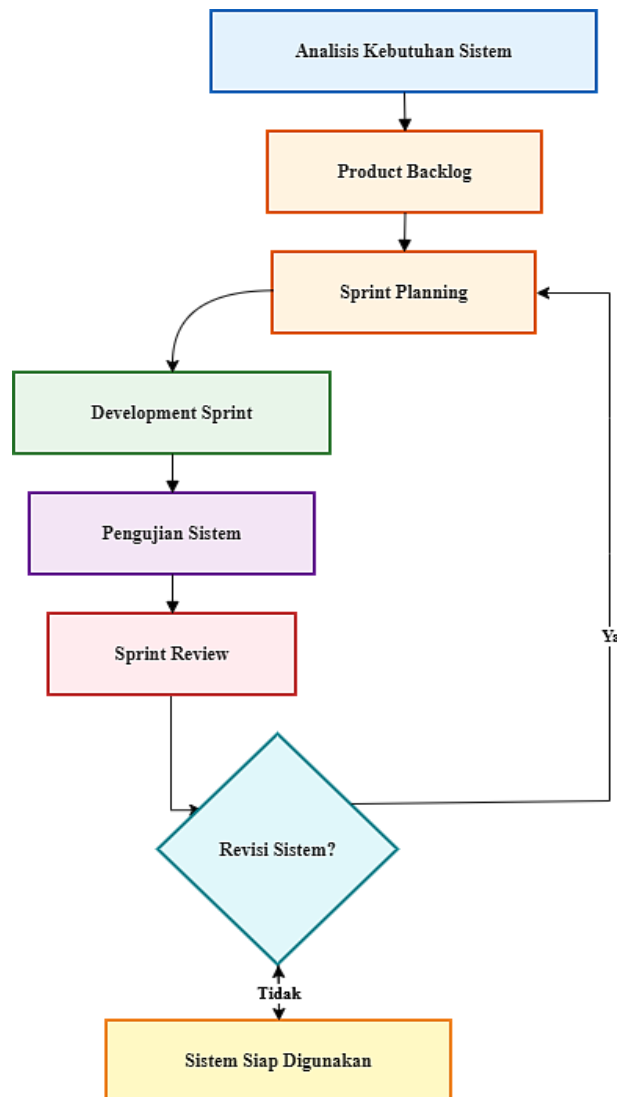 Analisis Kebutuhan Sistem
Product Backlog
Sprint Planning
Development Sprint
Pengujian Sistem
Sprint Review
Ya
Revisi Sistem?
Tidak
Sistem Siap Digunakan